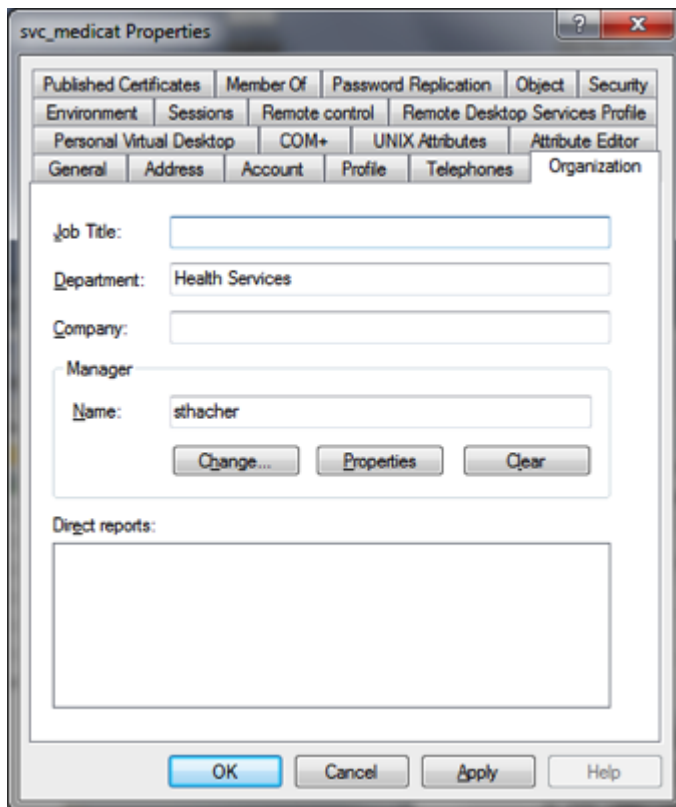 svc_medicat Properties
?
Published Certificates Member Of Password Replication Object Security
Environment Sessions Remote control Remote Desktop Services Profile
Personal Virtual Desktop COM+ UNIX Attributes Attribute Editor
General Address Account Profile Telephones Organization
Job Title:
Department: Health Services
Company:
Manager
Name: sthacher
Change... Properties Clear
Direct reports:
OK Cancel Apply Help